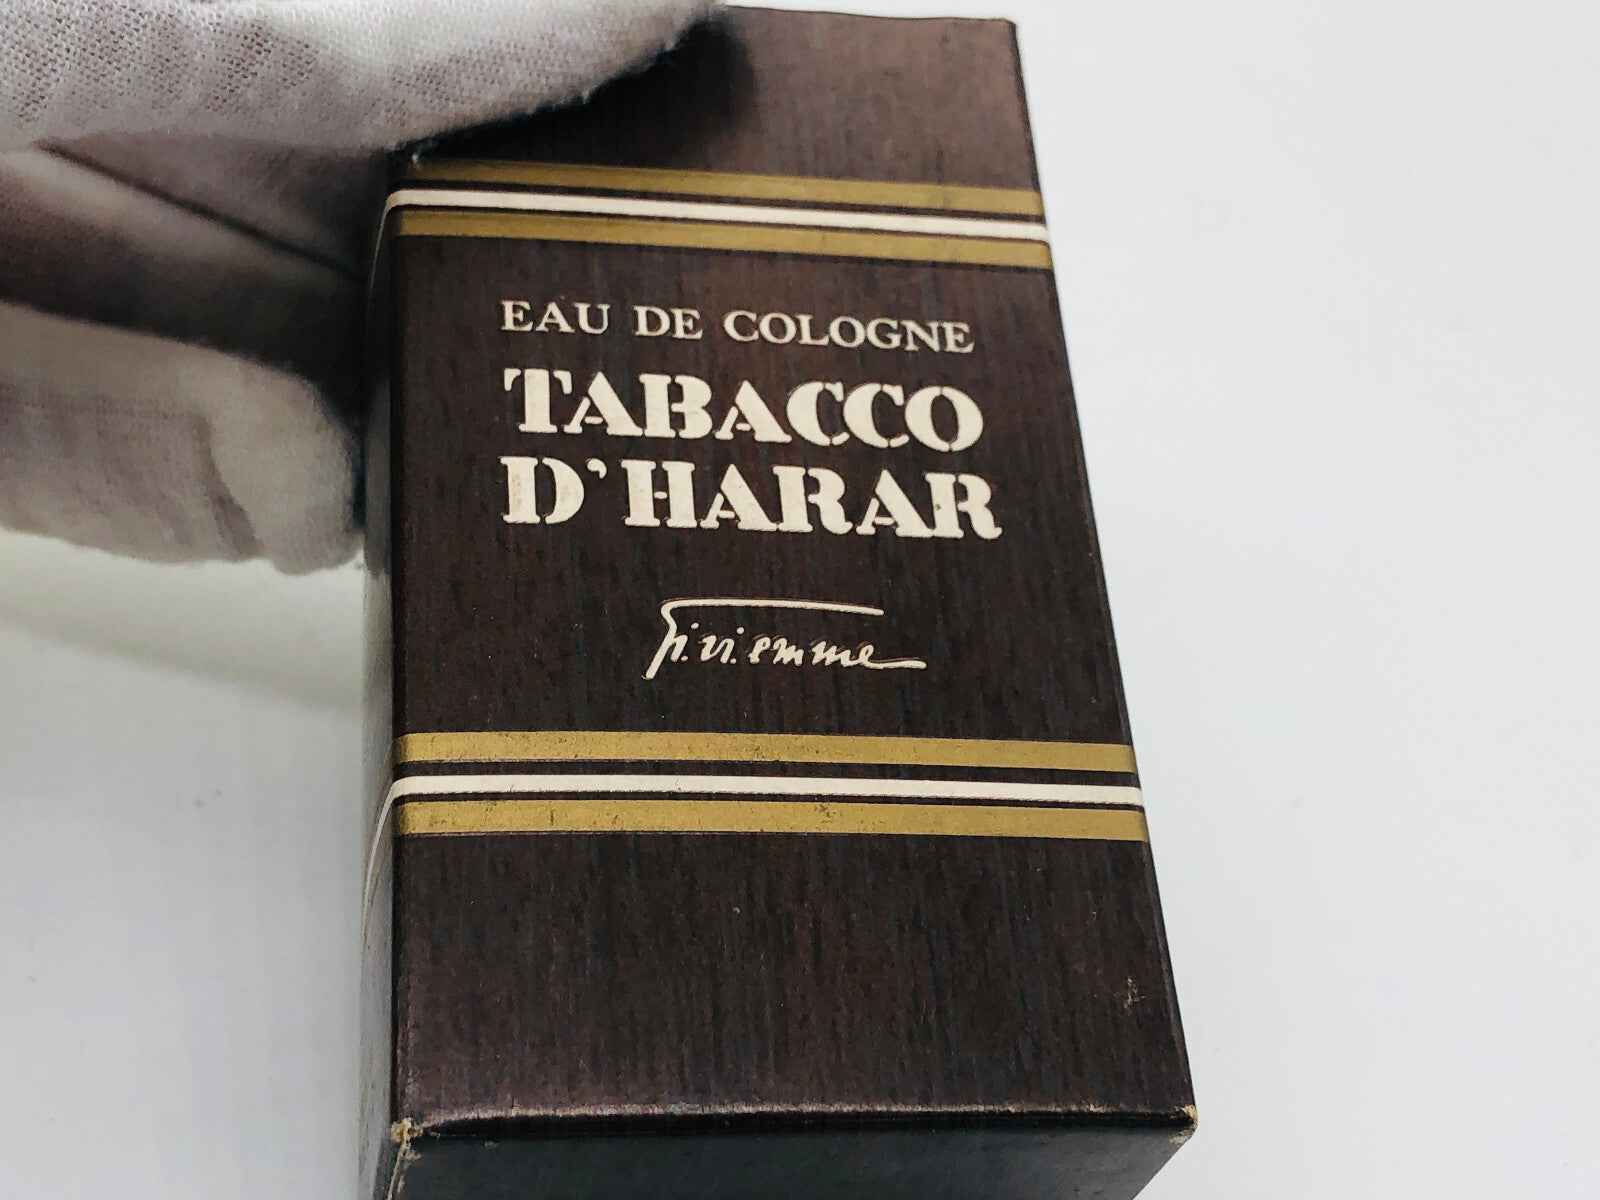 EAU DE COLOGNE
TABACCO
D'HARAR
gi.vi.emme